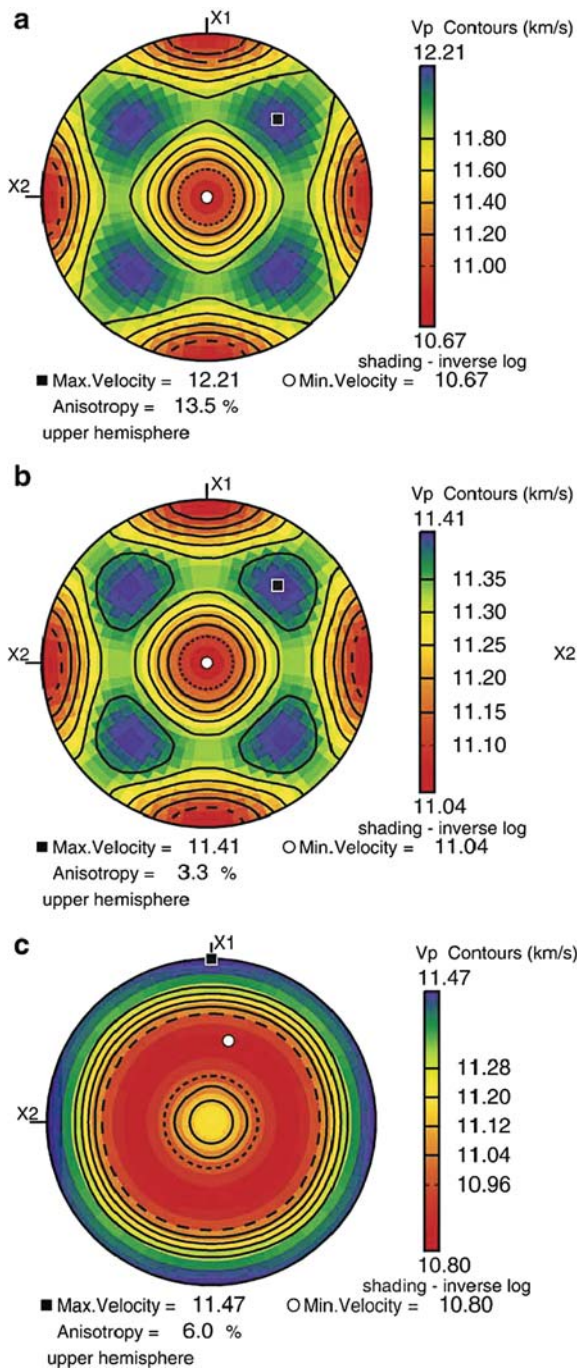 a
X1
Vp Contours (km/s)
12.21
11.80
11.60
11.40
11.20
11.00
10.67
X2
shading - inverse log
■ Max.Velocity = 12.21 ○ Min.Velocity = 10.67
Anisotropy = 13.5 %
upper hemisphere
b
X1
Vp Contours (km/s)
11.41
11.35
11.30
11.25
11.20
11.15
11.10
11.04
X2
X2
shading - inverse log
■ Max.Velocity = 11.41 ○ Min.Velocity = 11.04
Anisotropy = 3.3 %
upper hemisphere
c
X1
Vp Contours (km/s)
11.47
11.28
11.20
11.12
11.04
10.96
10.80
X2
shading - inverse log
■ Max.Velocity = 11.47 ○ Min.Velocity = 10.80
Anisotropy = 6.0 %
upper hemisphere